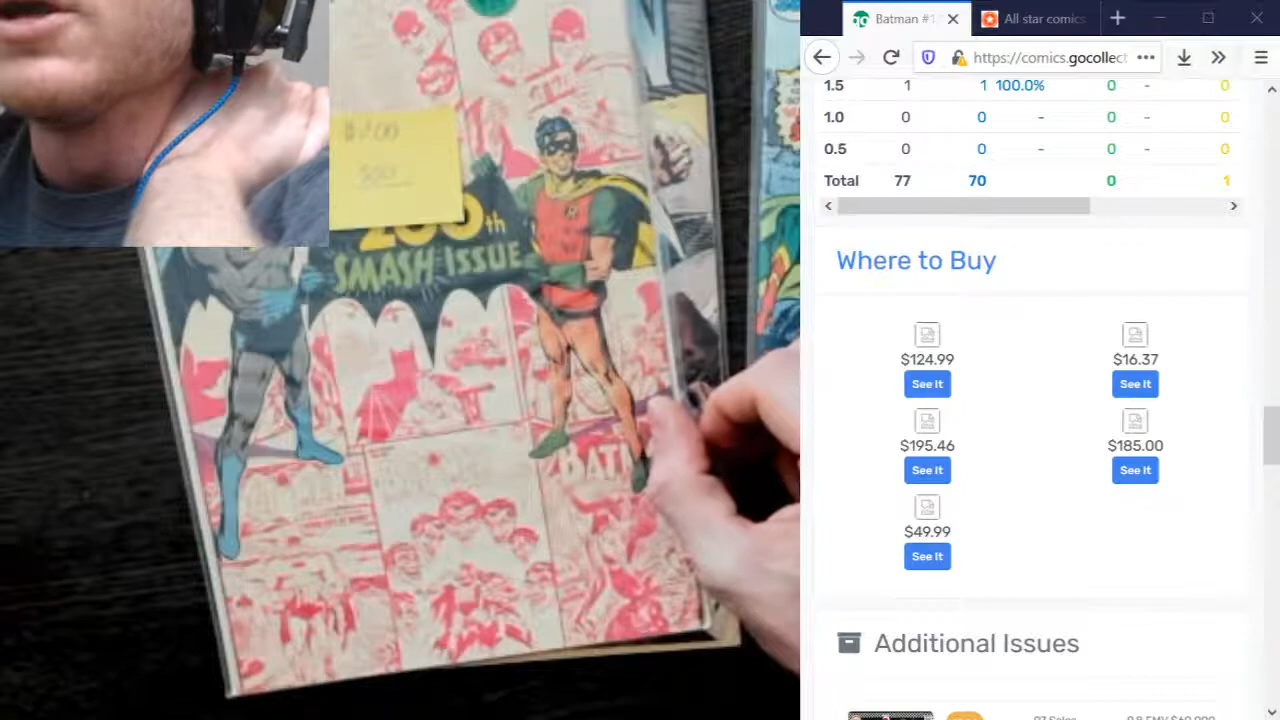 200th
SMASH ISSUE
BAT
Batman #1
All star comics
https://comics.gocollect
1.5 1 1 100.0% 0 - 0
1.0 0 0 - 0 - 0
0.5 0 0 - 0 - 0
Total 77 70 0 1
Where to Buy
$124.99 $16.37
See It See It
$195.46 $185.00
See It See It
$49.99
See It
Additional Issues